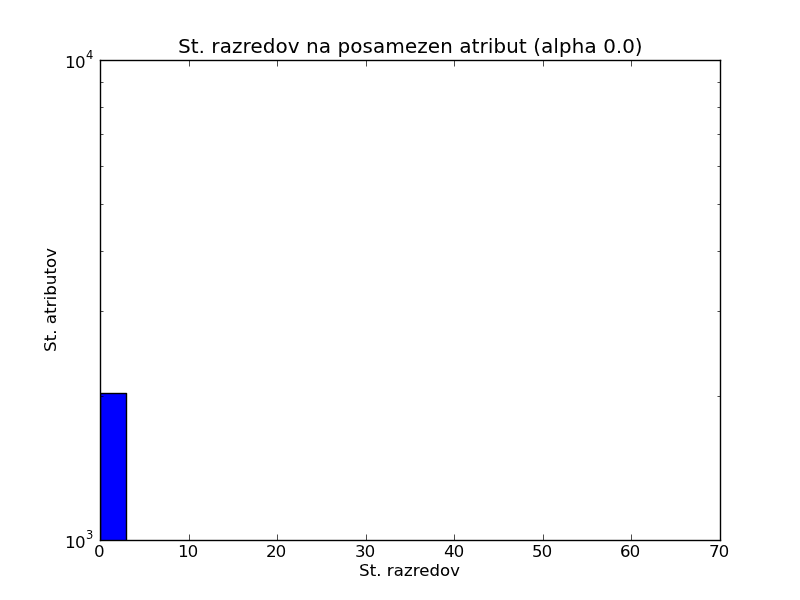 St. razredov na posamezen atribut (alpha 0.0)
10^4
St. atributov
10^3
0 10 20 30 40 50 60 70
St. razredov